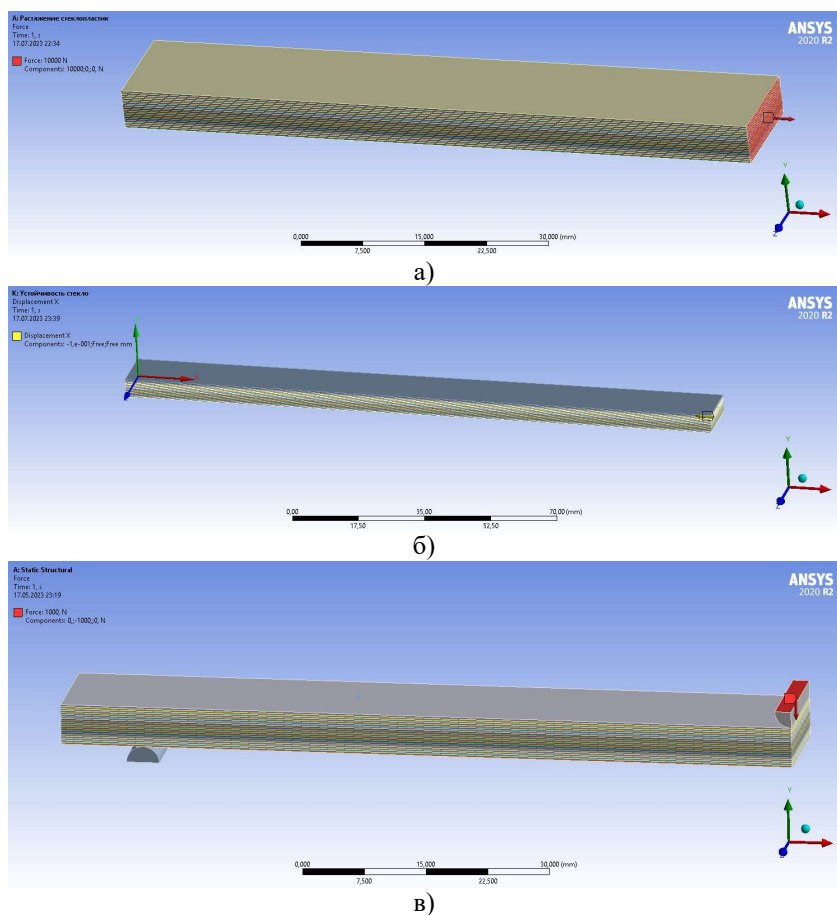 A: Растяжение стеклопластик
Force
Time: 1, s
17.07.2023 22:34
Force: 10000 N
Components: 10000;0,;0, N
ANSYS
2020 R2
Y
Z
0,000 15,000 30,000 (mm)
7,500 22,500
а)
К: Устойчивость стекло
Displacement X
Time: 1, s
17.07.2023 23:39
Displacement X
Components: -1,e-001;Free;Free mm
ANSYS
2020 R2
X
Y
Z
0,00 35,00 70,00 (mm)
17,50 52,50
б)
A: Static Structural
Force
Time: 1, s
17.05.2023 23:19
Force: 1000, N
Components: 0,;-1000,;0, N
ANSYS
2020 R2
Y
Z
0,000 15,000 30,000 (mm)
7,500 22,500
в)